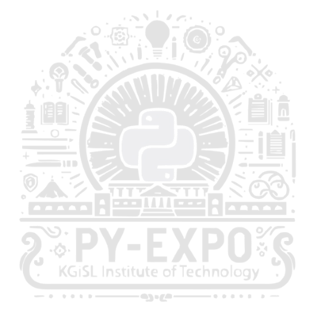 PY-EXPO
KGiSL Institute of Technology